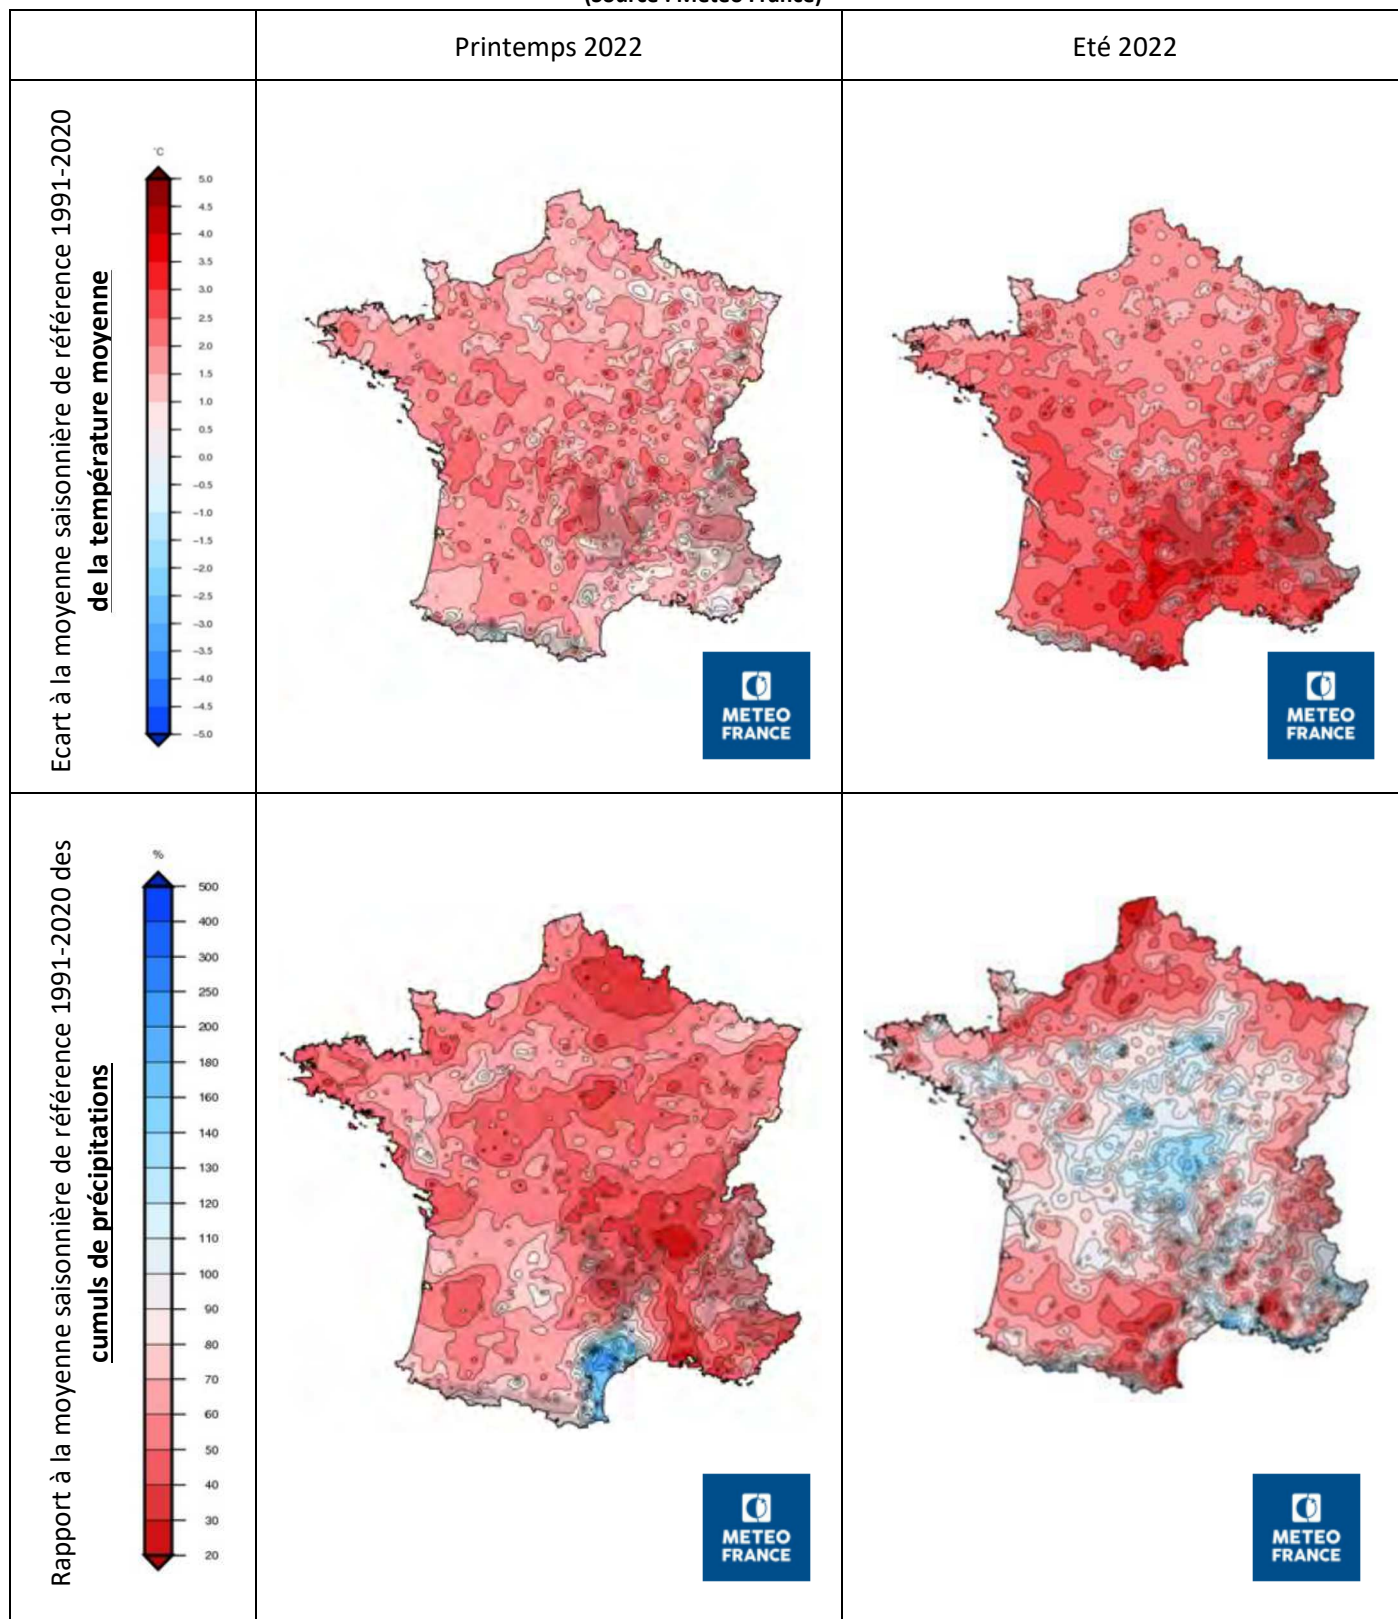 (Source : Météo France)
Printemps 2022
Eté 2022
Ecart à la moyenne saisonnière de référence 1991-2020
de la température moyenne
°C
5.0
4.5
4.0
3.5
3.0
2.5
2.0
1.5
1.0
0.5
0.0
−0.5
−1.0
−1.5
−2.0
−2.5
−3.0
−3.5
−4.0
−4.5
−5.0
METEO
FRANCE
METEO
FRANCE
Rapport à la moyenne saisonnière de référence 1991-2020 des
cumuls de précipitations
%
500
400
300
250
200
180
160
140
130
120
110
100
90
80
70
60
50
40
30
20
METEO
FRANCE
METEO
FRANCE